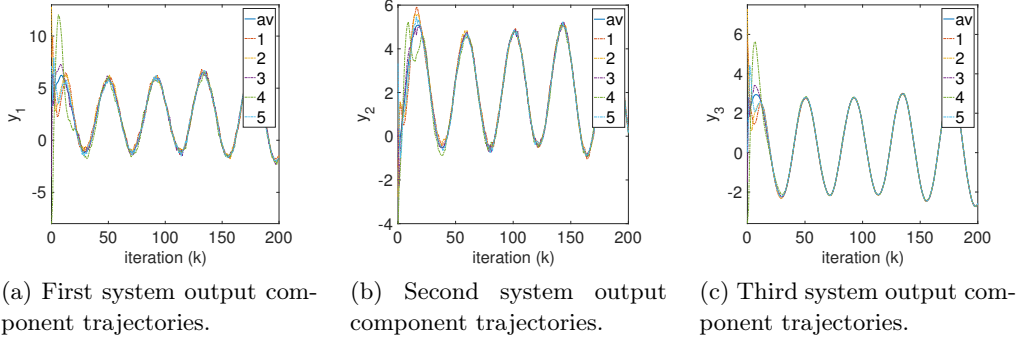 10
5
0
-5
y1
0 50 100 150 200
iteration (k)
av
1
2
3
4
5
6
4
2
0
-2
-4
y2
0 50 100 150 200
iteration (k)
av
1
2
3
4
5
6
4
2
0
-2
y3
0 50 100 150 200
iteration (k)
av
1
2
3
4
5
(a) First system output com-
ponent trajectories.
(b) Second system output
component trajectories.
(c) Third system output com-
ponent trajectories.